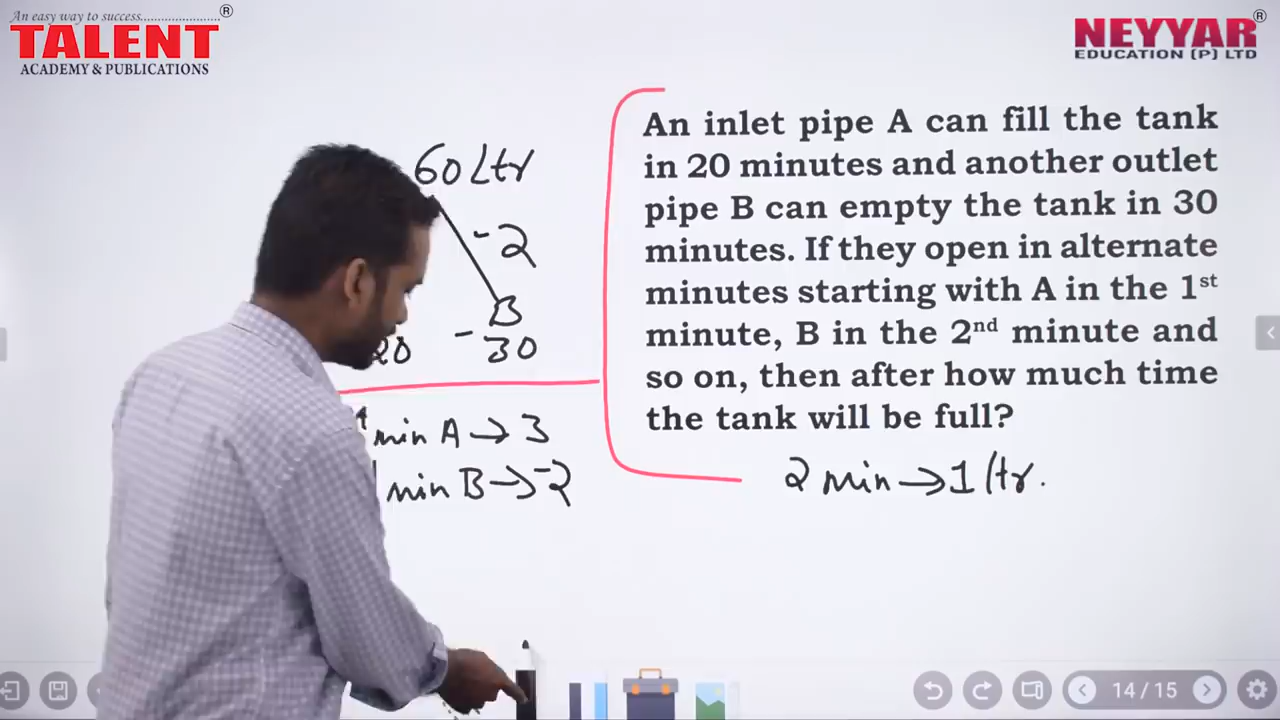 An easy way to success.....................
TALENT
ACADEMY & PUBLICATIONS
®
NEYYAR
EDUCATION (P) LTD
®
60 Ltr
-2
B
20
-30
min A → 3
min B → -2
An inlet pipe A can fill the tank
in 20 minutes and another outlet
pipe B can empty the tank in 30
minutes. If they open in alternate
minutes starting with A in the 1st
minute, B in the 2nd minute and
so on, then after how much time
the tank will be full?
2 min → 1 ltr.
14 / 15